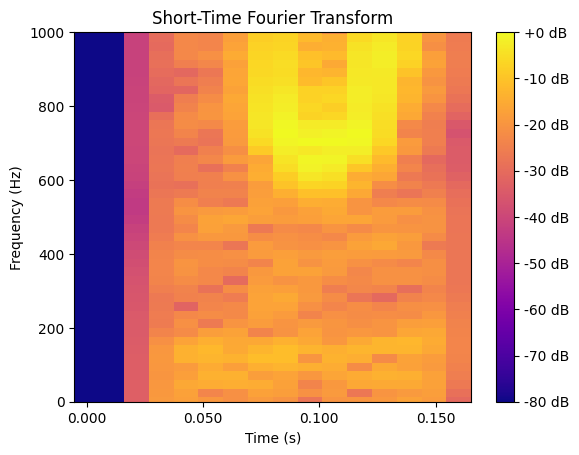 Short-Time Fourier Transform
1000
800
600
400
200
0
Frequency (Hz)
0.000
0.050
0.100
0.150
Time (s)
+0 dB
-10 dB
-20 dB
-30 dB
-40 dB
-50 dB
-60 dB
-70 dB
-80 dB